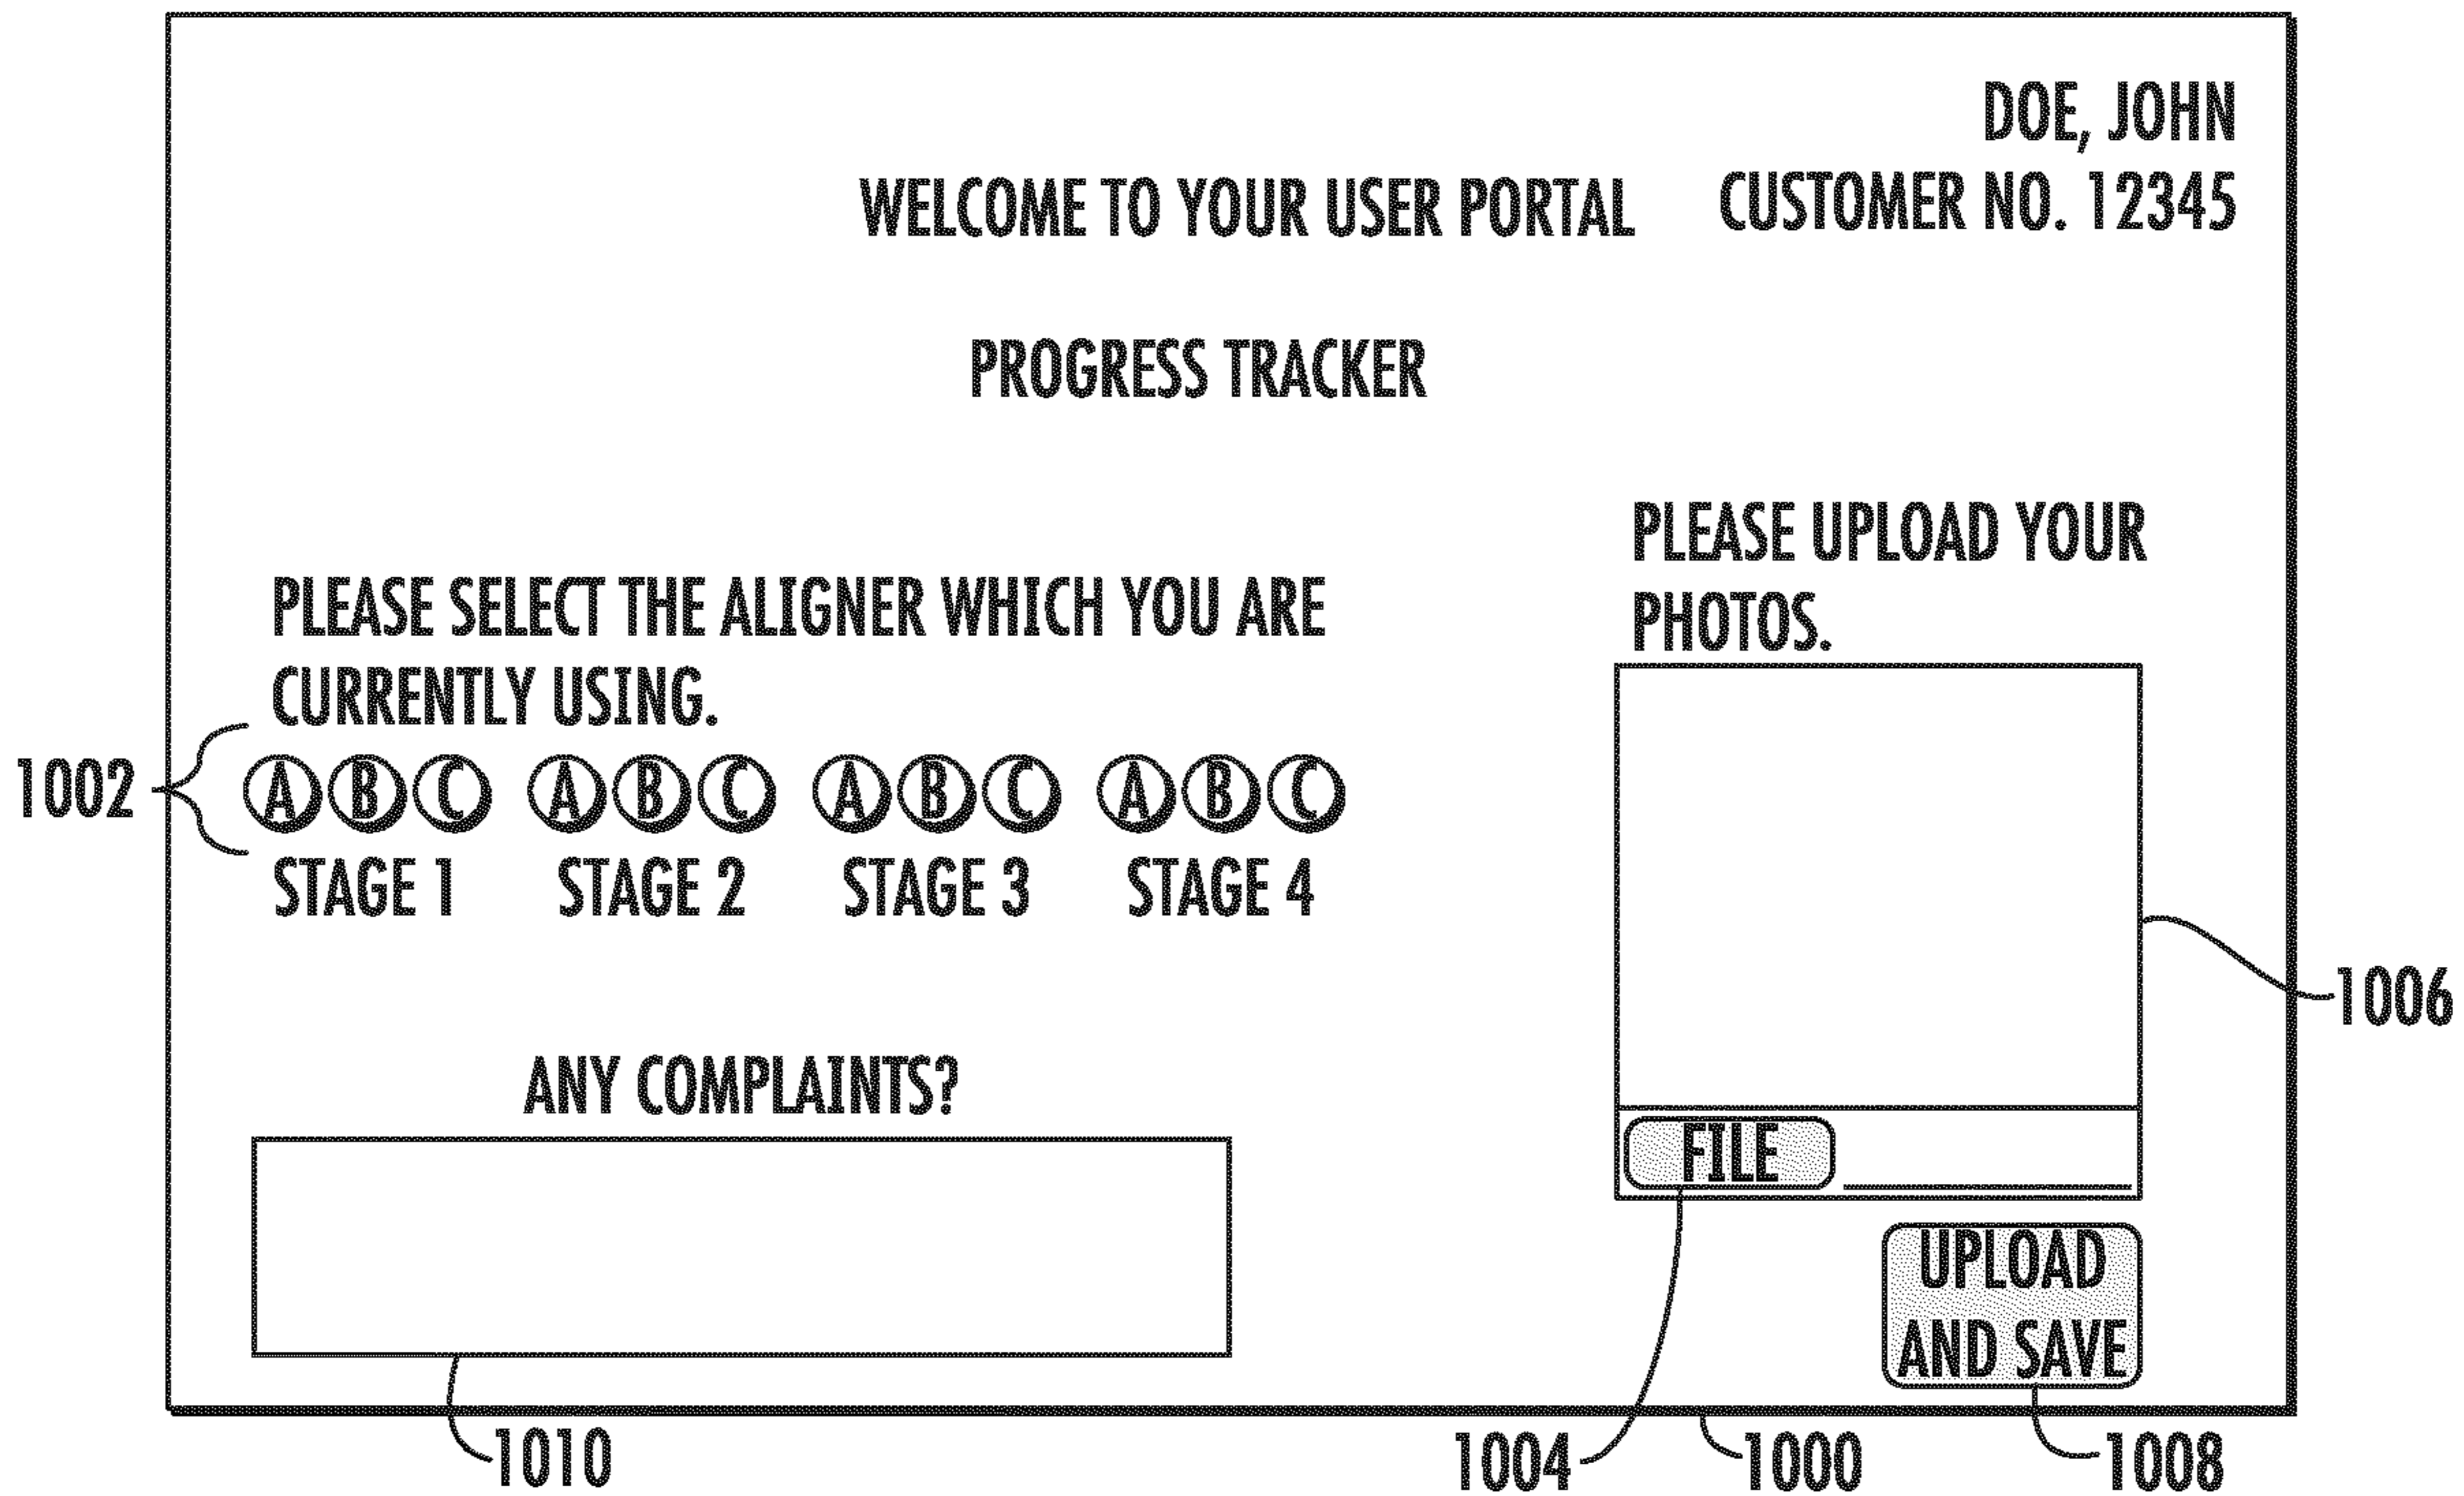 DOE, JOHN
WELCOME TO YOUR USER PORTAL
CUSTOMER NO. 12345
PROGRESS TRACKER
PLEASE SELECT THE ALIGNER WHICH YOU ARE
CURRENTLY USING.
1002
A B C A B C A B C A B C
STAGE 1 STAGE 2 STAGE 3 STAGE 4
ANY COMPLAINTS?
1010
PLEASE UPLOAD YOUR
PHOTOS.
1006
FILE
UPLOAD
AND SAVE
1004
1000
1008